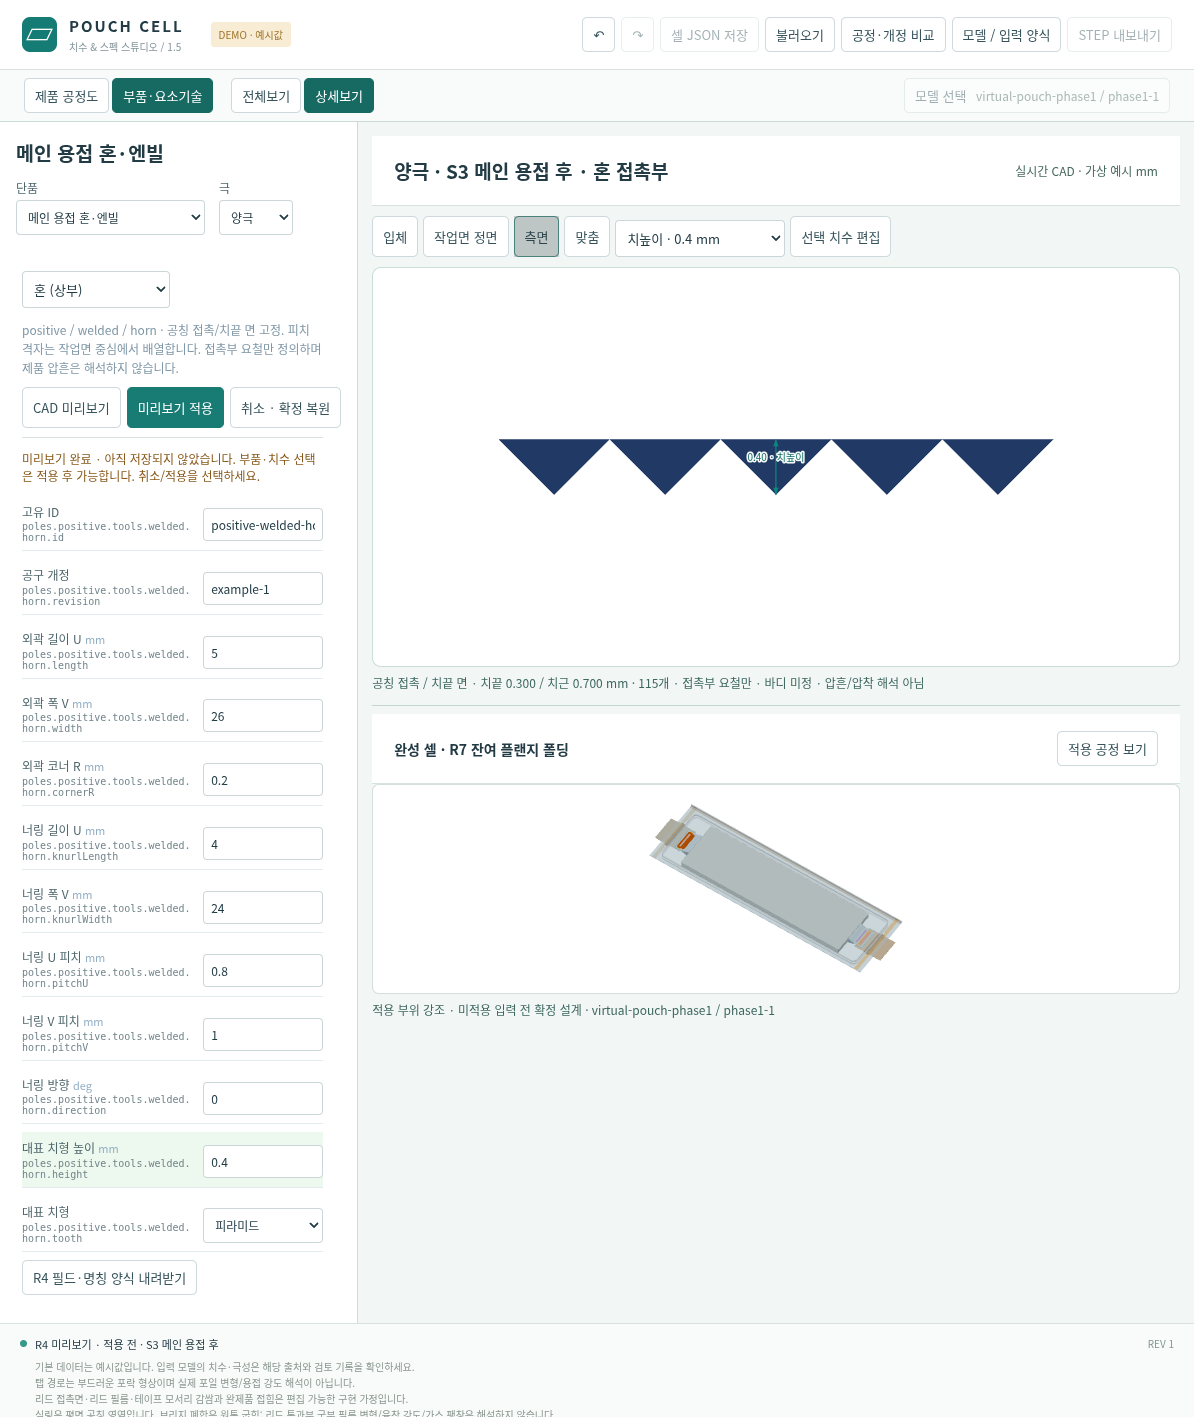 POUCH CELL
치수 & 스펙 스튜디오 / 1.5
DEMO · 예시값
↶
↷
셀 JSON 저장
불러오기
공정·개정 비교
모델 / 입력 양식
STEP 내보내기
제품 공정도
부품·요소기술
전체보기
상세보기
모델 선택 virtual-pouch-phase1 / phase1-1
메인 용접 혼·엔빌
단품
극
메인 용접 혼·엔빌
양극
혼 (상부)
positive / welded / horn · 공칭 접촉/치끝 면 고정. 피치
격자는 작업면 중심에서 배열합니다. 접촉부 요철만 정의하며
제품 압흔은 해석하지 않습니다.
CAD 미리보기
미리보기 적용
취소 · 확정 복원
미리보기 완료 · 아직 저장되지 않았습니다. 부품·치수 선택
은 적용 후 가능합니다. 취소/적용을 선택하세요.
고유 ID
poles.positive.tools.welded.
horn.id
positive-welded-ho
공구 개정
poles.positive.tools.welded.
horn.revision
example-1
외곽 길이 U mm
poles.positive.tools.welded.
horn.length
5
외곽 폭 V mm
poles.positive.tools.welded.
horn.width
26
외곽 코너 R mm
poles.positive.tools.welded.
horn.cornerR
0.2
너링 길이 U mm
poles.positive.tools.welded.
horn.knurlLength
4
너링 폭 V mm
poles.positive.tools.welded.
horn.knurlWidth
24
너링 U 피치 mm
poles.positive.tools.welded.
horn.pitchU
0.8
너링 V 피치 mm
poles.positive.tools.welded.
horn.pitchV
1
너링 방향 deg
poles.positive.tools.welded.
horn.direction
0
대표 치형 높이 mm
poles.positive.tools.welded.
horn.height
0.4
대표 치형
poles.positive.tools.welded.
horn.tooth
피라미드
R4 필드·명칭 양식 내려받기
양극 · S3 메인 용접 후 · 혼 접촉부
실시간 CAD · 가상 예시 mm
입체
작업면 정면
측면
맞춤
치높이 · 0.4 mm
선택 치수 편집
0.40 · 치높이
공칭 접촉 / 치끝 면 · 치끝 0.300 / 치근 0.700 mm · 115개 · 접촉부 요철만 · 바디 미정 · 압흔/압착 해석 아님
완성 셀 · R7 잔여 플랜지 폴딩
적용 공정 보기
적용 부위 강조 · 미적용 입력 전 확정 설계 · virtual-pouch-phase1 / phase1-1
R4 미리보기 · 적용 전 · S3 메인 용접 후
REV 1
기본 데이터는 예시값입니다. 입력 모델의 치수·극성은 해당 출처와 검토 기록을 확인하세요.
탭 경로는 부드러운 포락 형상이며 실제 포일 변형/용접 강도 해석이 아닙니다.
리드 접촉면·리드 필름·테이프 모서리 감쌈과 완제품 접힘은 편집 가능한 구현 가정입니다.